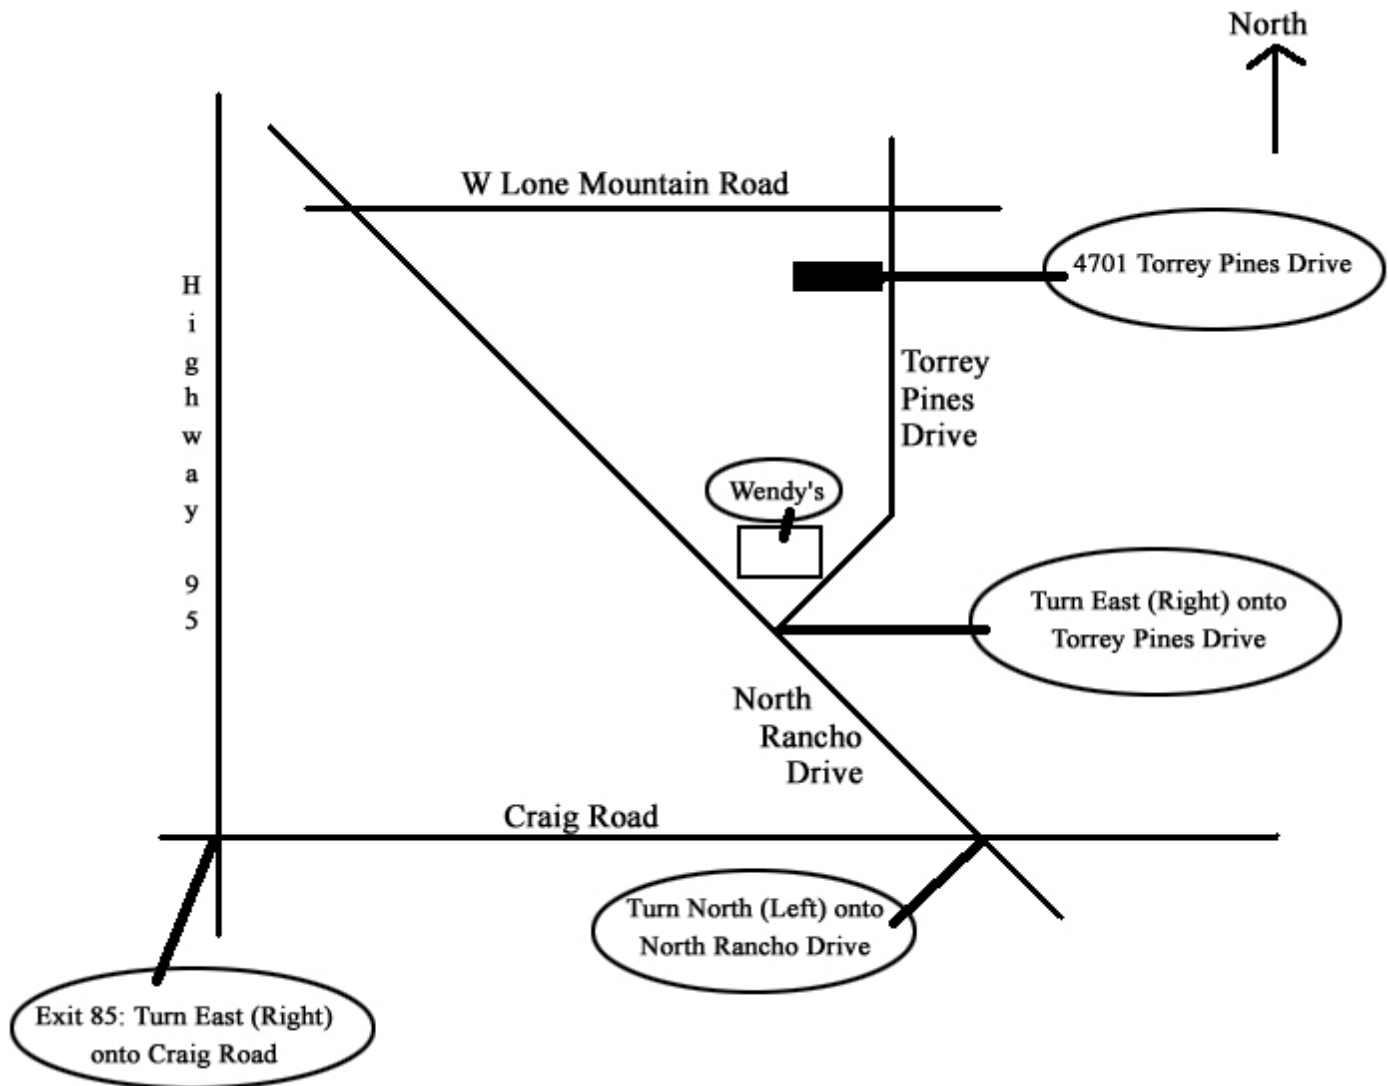 North
W Lone Mountain Road
4701 Torrey Pines Drive
Highway 95
Torrey
Pines
Drive
Wendy's
Turn East (Right) onto
Torrey Pines Drive
North
Rancho
Drive
Craig Road
Turn North (Left) onto
North Rancho Drive
Exit 85: Turn East (Right)
onto Craig Road